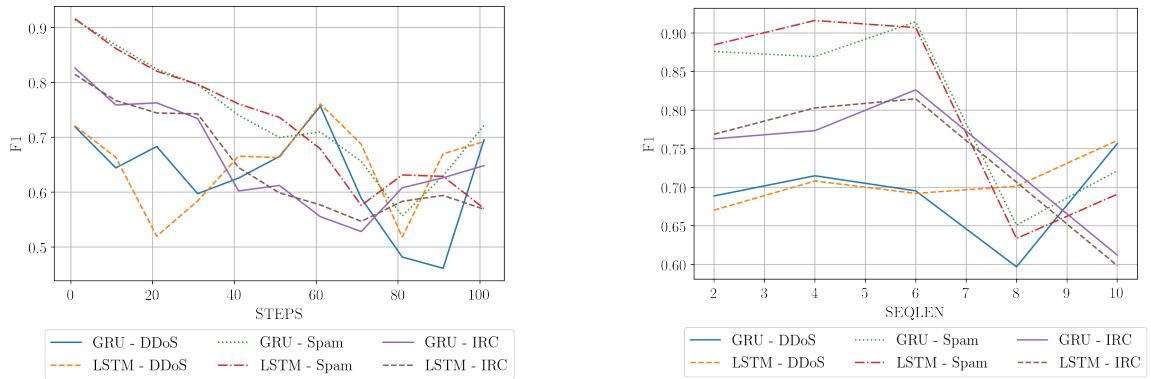 0.9
0.8
0.7
0.6
0.5
F1
0 20 40 60 80 100
STEPS
GRU - DDoS GRU - Spam GRU - IRC
LSTM - DDoS LSTM - Spam LSTM - IRC
0.90
0.85
0.80
0.75
0.70
0.65
0.60
F1
2 3 4 5 6 7 8 9 10
SEQLEN
GRU - DDoS GRU - Spam GRU - IRC
LSTM - DDoS LSTM - Spam LSTM - IRC